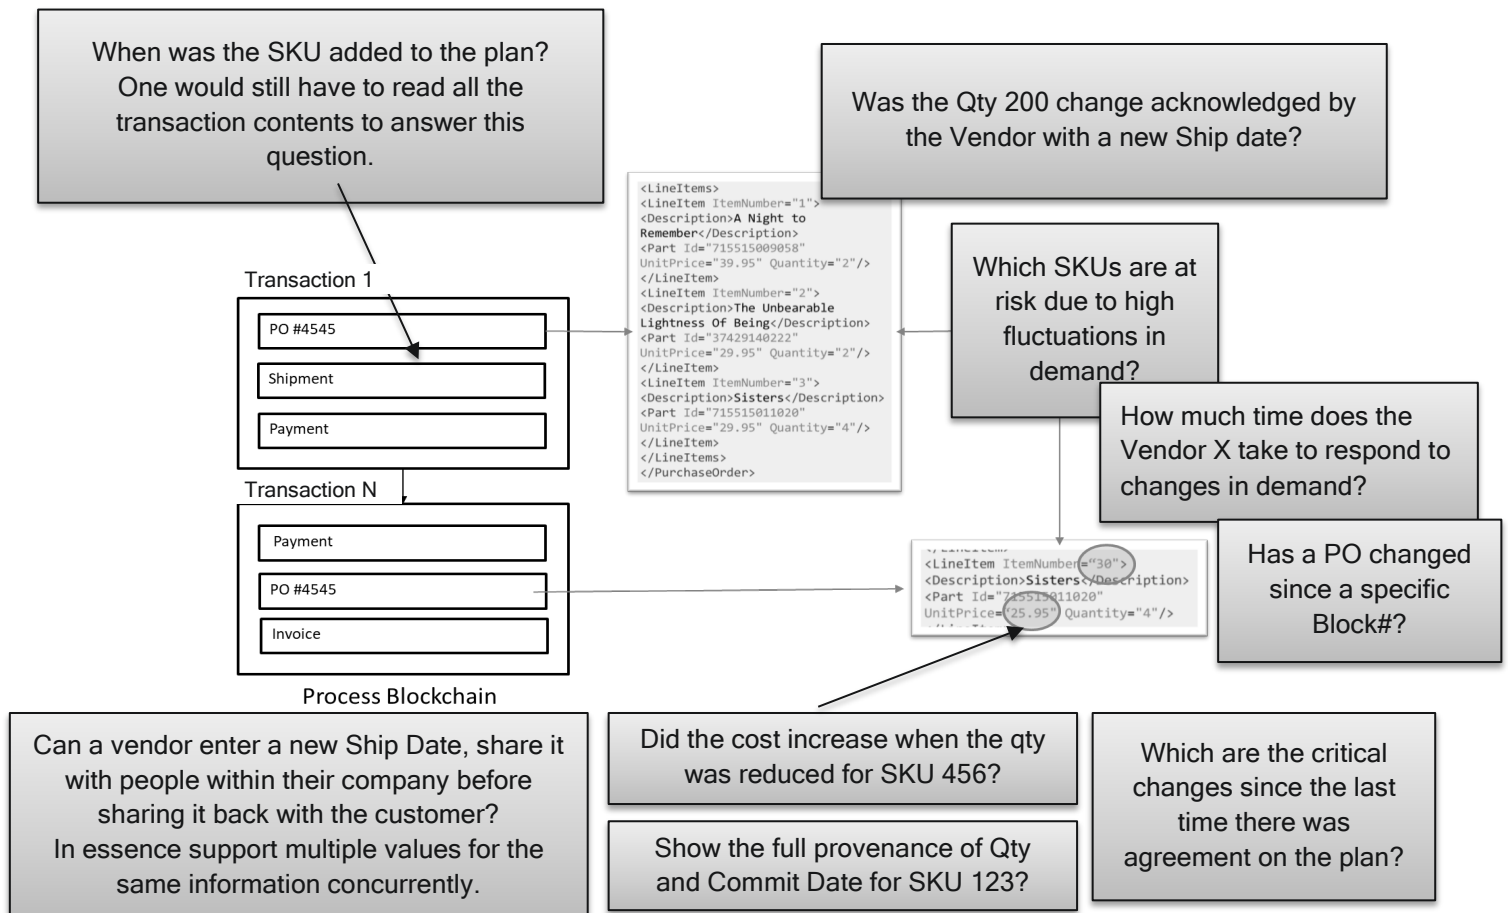 When was the SKU added to the plan?
One would still have to read all the
transaction contents to answer this
question.
Was the Qty 200 change acknowledged by
the Vendor with a new Ship date?
<LineItems>
<LineItem ItemNumber="1">
<Description>A Night to
Remember</Description>
<Part Id="715515009058"
UnitPrice="39.95" Quantity="2"/>
</LineItem>
<LineItem ItemNumber="2">
<Description>The Unbearable
Lightness Of Being</Description>
<Part Id="37429140222"
UnitPrice="29.95" Quantity="2"/>
</LineItem>
<LineItem ItemNumber="3">
<Description>Sisters</Description>
<Part Id="715515011020"
UnitPrice="29.95" Quantity="4"/>
</LineItem>
</LineItems>
</PurchaseOrder>
Which SKUs are at
risk due to high
fluctuations in
demand?
Transaction 1
PO #4545
Shipment
Payment
How much time does the
Vendor X take to respond to
changes in demand?
Transaction N
Payment
PO #4545
Invoice
Process Blockchain
<LineItem ItemNumber="30">
<Description>Sisters</Description>
<Part Id="715515011020"
UnitPrice="25.95" Quantity="4"/>
Has a PO changed
since a specific
Block#?
Can a vendor enter a new Ship Date, share it
with people within their company before
sharing it back with the customer?
In essence support multiple values for the
same information concurrently.
Did the cost increase when the qty
was reduced for SKU 456?
Show the full provenance of Qty
and Commit Date for SKU 123?
Which are the critical
changes since the last
time there was
agreement on the plan?